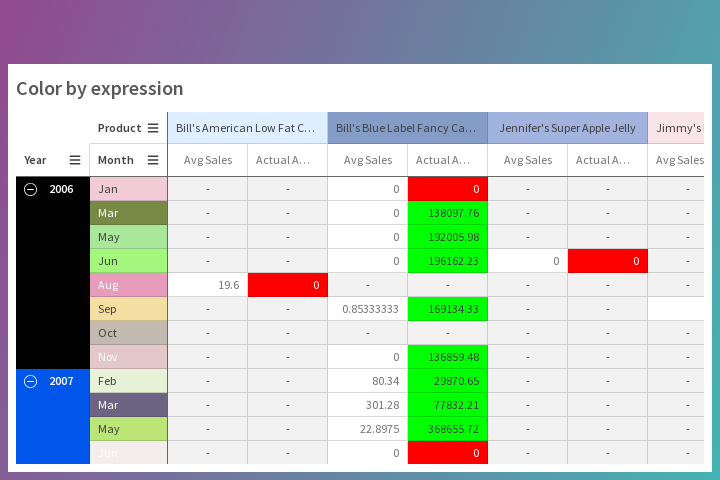 Color by expression
Product Bill's American Low Fat C... Bill's Blue Label Fancy Ca... Jennifer's Super Apple Jelly Jimmy's
Year Month Avg Sales Actual A... Avg Sales Actual A... Avg Sales Actual A... Avg Sales
2006 Jan - - 0 0 - - -
Mar - - 0 138097.76 - - -
May - - 0 192005.98 - - -
Jun - - 0 196162.23 0 0 -
Aug 19.6 0 - - - - -
Sep - - 0.85333333 169134.33 - -
Oct - - - - - - -
Nov - - 0 136859.48 - - -
2007 Feb - - 80.34 29870.65 - - -
Mar - - 301.28 77832.21 - - -
May - - 22.8975 368655.72 - - -
Jun - - 0 0 - - -